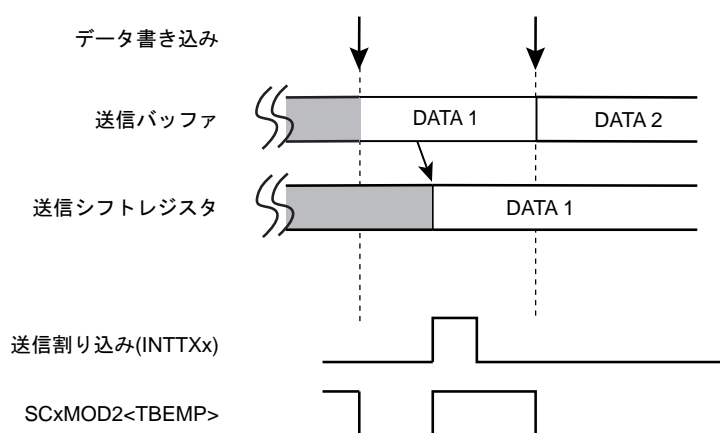 データ書き込み
送信バッファ
DATA 1
DATA 2
送信シフトレジスタ
DATA 1
送信割り込み(INTTXx)
SCxMOD2<TBEMP>